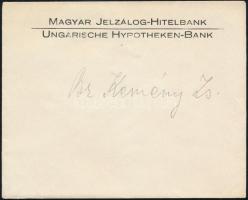 MAGYAR JELZÁLOG-HITELBANK
UNGARISCHE HYPOTHEKEN-BANK
Br Kemény Zs.